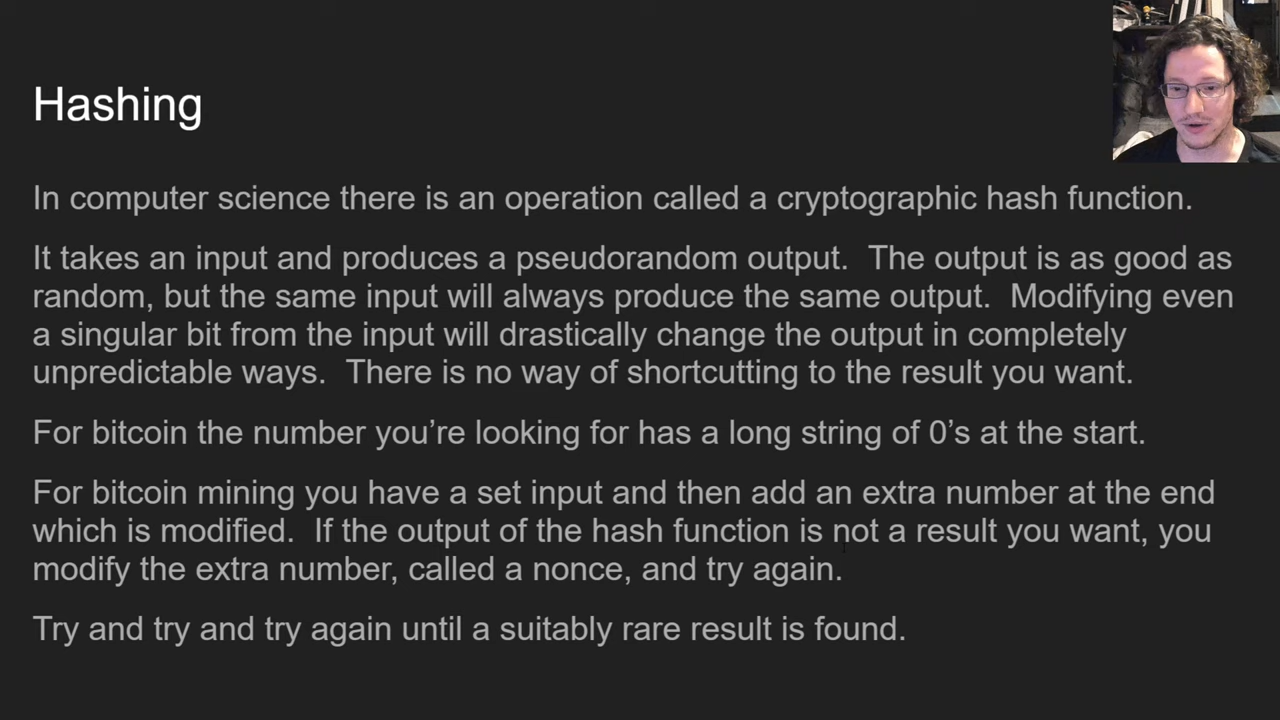 Hashing
In computer science there is an operation called a cryptographic hash function.
It takes an input and produces a pseudorandom output.  The output is as good as
random, but the same input will always produce the same output.  Modifying even
a singular bit from the input will drastically change the output in completely
unpredictable ways.  There is no way of shortcutting to the result you want.
For bitcoin the number you’re looking for has a long string of 0’s at the start.
For bitcoin mining you have a set input and then add an extra number at the end
which is modified.  If the output of the hash function is not a result you want, you
modify the extra number, called a nonce, and try again.
Try and try and try again until a suitably rare result is found.